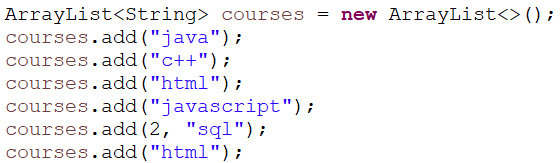 ArrayList<String> courses = new ArrayList<>();
courses.add("java");
courses.add("c++");
courses.add("html");
courses.add("javascript");
courses.add(2, "sql");
courses.add("html");